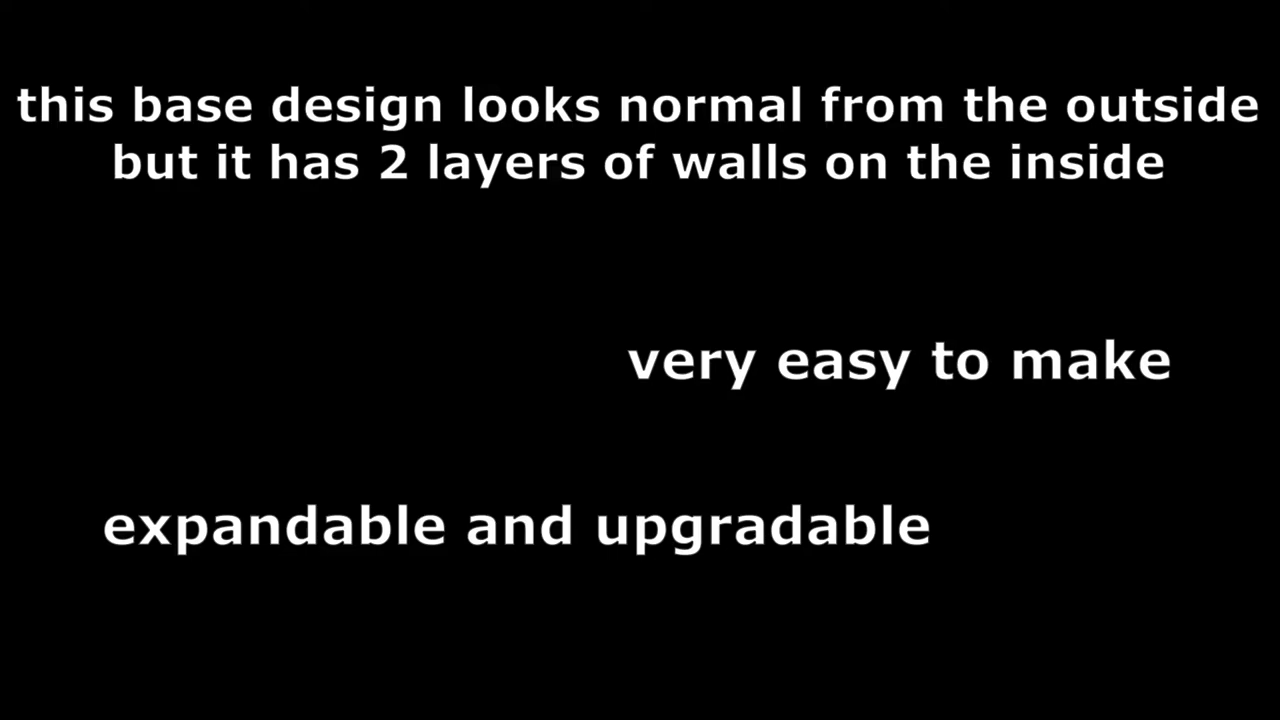 this base design looks normal from the outside
but it has 2 layers of walls on the inside
very easy to make
expandable and upgradable